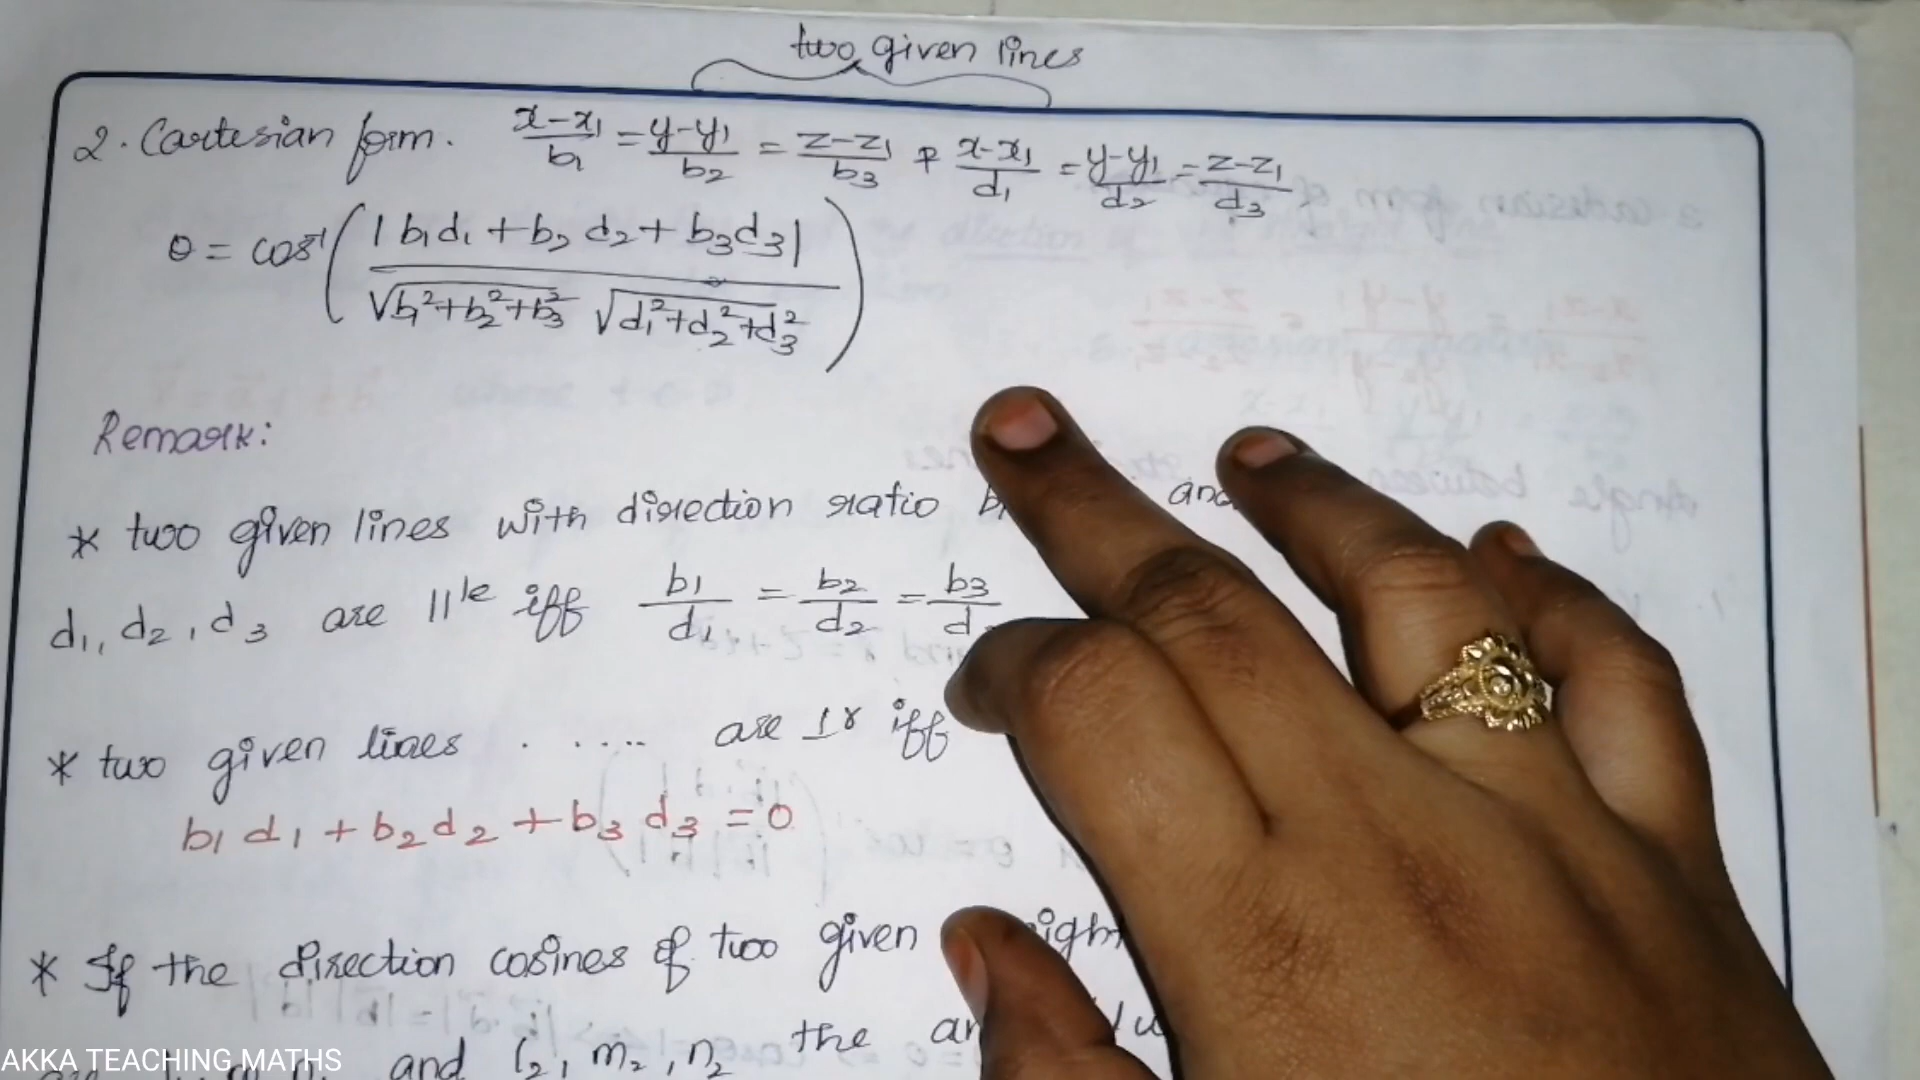 two given lines
2. Cartesian form. x-x₁/b₁ = y-y₁/b₂ = z-z₁/b₃ & x-x₁/d₁ = y-y₁/d₂ = z-z₁/d₃
θ = cos⁻¹( |b₁d₁ + b₂d₂ + b₃d₃| / √b₁²+b₂²+b₃² √d₁²+d₂²+d₃² )
Remark:
* two given lines with direction ratio b₁ and
d₁, d₂, d₃ are ||le iff b₁/d₁ = b₂/d₂ = b₃/d
* two given lines . .... are ⊥r iff
b₁d₁ + b₂d₂ + b₃d₃ = 0
* If the direction cosines of two given
and l₂, m₂, n₂ the
AKKA TEACHING MATHS